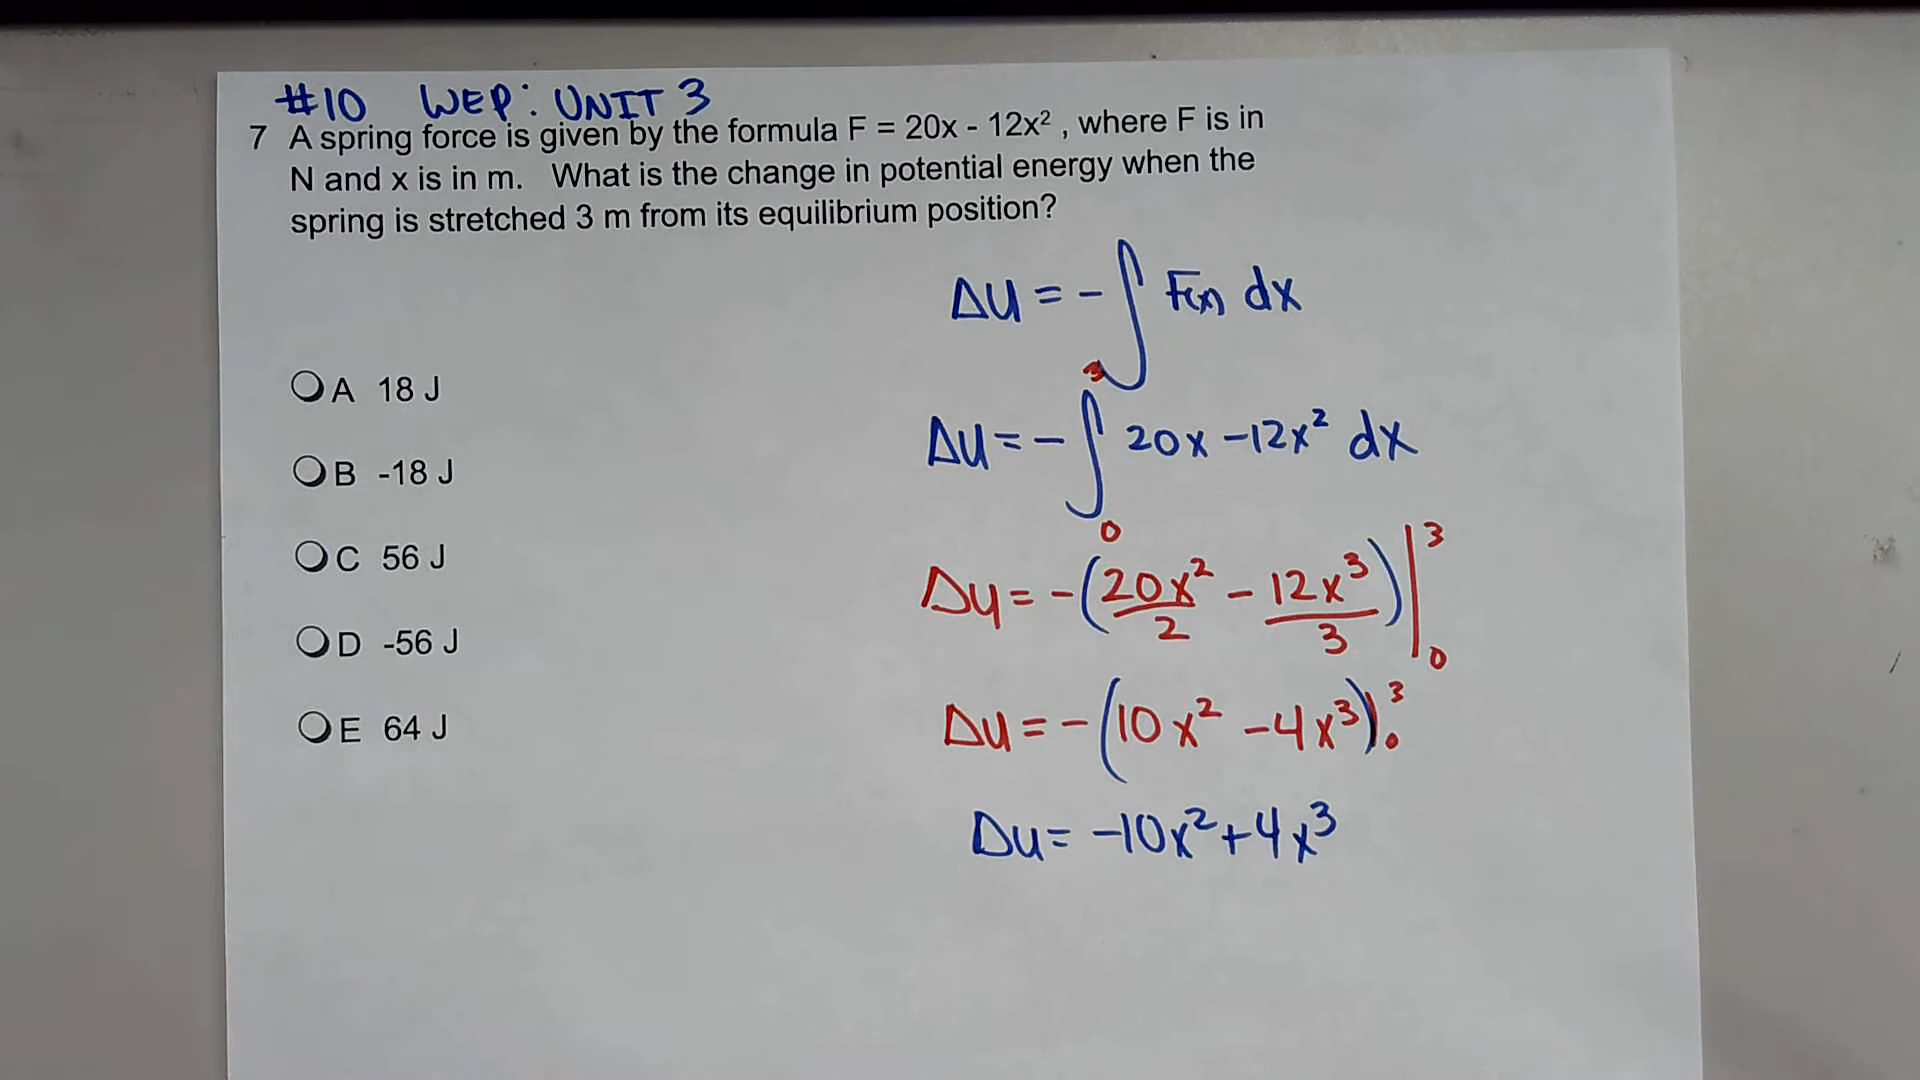 #10 WEP: UNIT 3
7 A spring force is given by the formula F = 20x - 12x² , where F is in
N and x is in m. What is the change in potential energy when the
spring is stretched 3 m from its equilibrium position?
A 18 J
B -18 J
C 56 J
D -56 J
E 64 J
ΔU = -∫ F(x) dx
ΔU = -∫₀³ 20x -12x² dx
Δu = -(20x²/2 - 12x³/3)|₀³
ΔU = -(10x² -4x³)|₀³
Δu = -10x² + 4x³